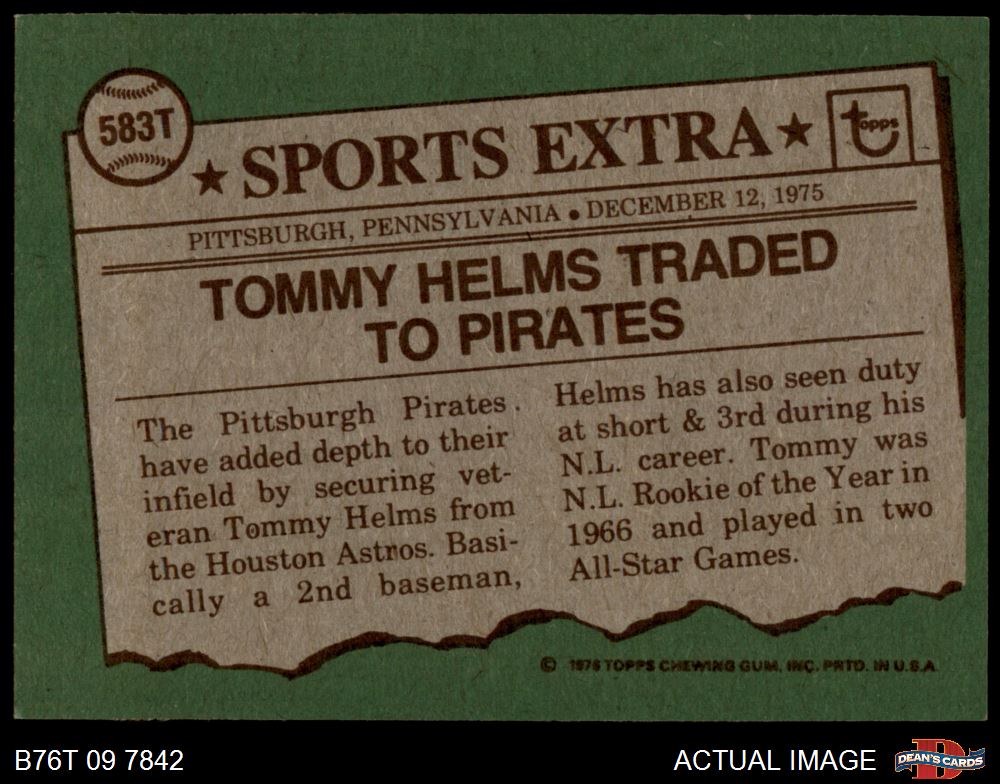 583T
★ SPORTS EXTRA ★
topps
PITTSBURGH, PENNSYLVANIA ● DECEMBER 12, 1975
TOMMY HELMS TRADED
TO PIRATES
The Pittsburgh Pirates
have added depth to their
infield by securing vet-
eran Tommy Helms from
the Houston Astros. Basi-
cally a 2nd baseman,
Helms has also seen duty
at short & 3rd during his
N.L. career. Tommy was
N.L. Rookie of the Year in
1966 and played in two
All-Star Games.
© 1976 TOPPS CHEWING GUM, INC. PRTD. IN U.S.A.
B76T 09 7842
ACTUAL IMAGE
DEAN'S CARDS